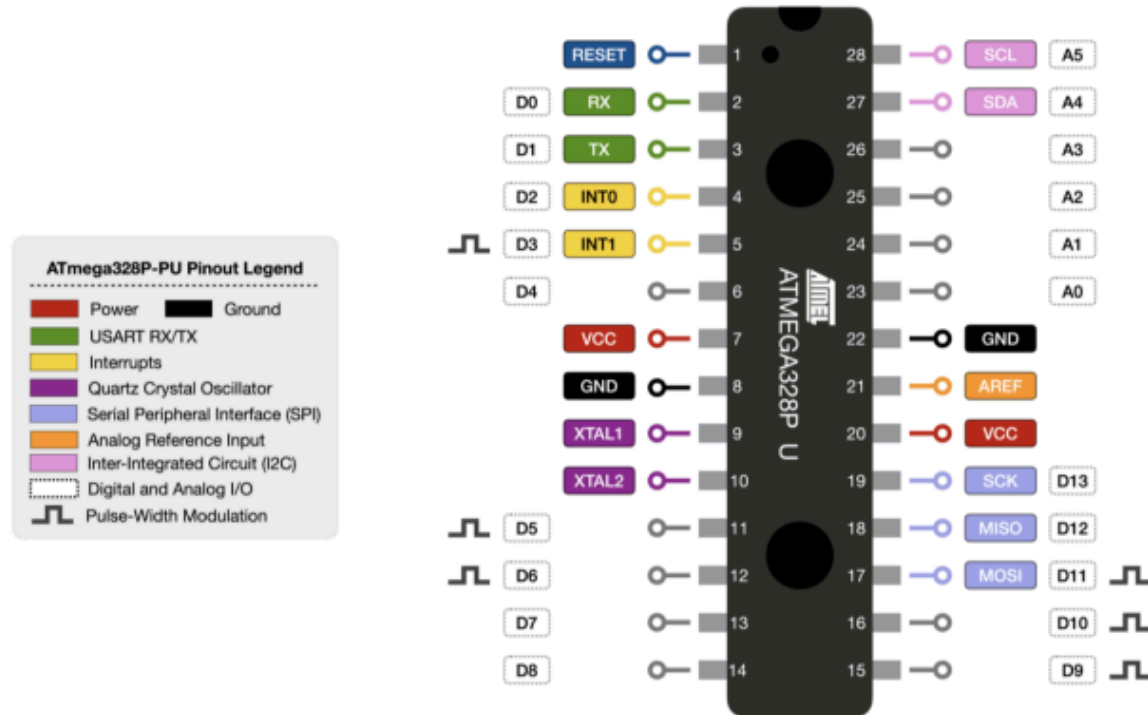 RESET 1 28 SCL A5
D0 RX 2 27 SDA A4
D1 TX 3 26 A3
D2 INT0 4 25 A2
D3 INT1 5 24 A1
D4 6 23 A0
VCC 7 22 GND
GND 8 21 AREF
XTAL1 9 20 VCC
XTAL2 10 19 SCK D13
D5 11 18 MISO D12
D6 12 17 MOSI D11
D7 13 16 D10
D8 14 15 D9
ATMEL
ATMEGA328P U
ATmega328P-PU Pinout Legend
Power Ground
USART RX/TX
Interrupts
Quartz Crystal Oscillator
Serial Peripheral Interface (SPI)
Analog Reference Input
Inter-Integrated Circuit (I2C)
Digital and Analog I/O
Pulse-Width Modulation